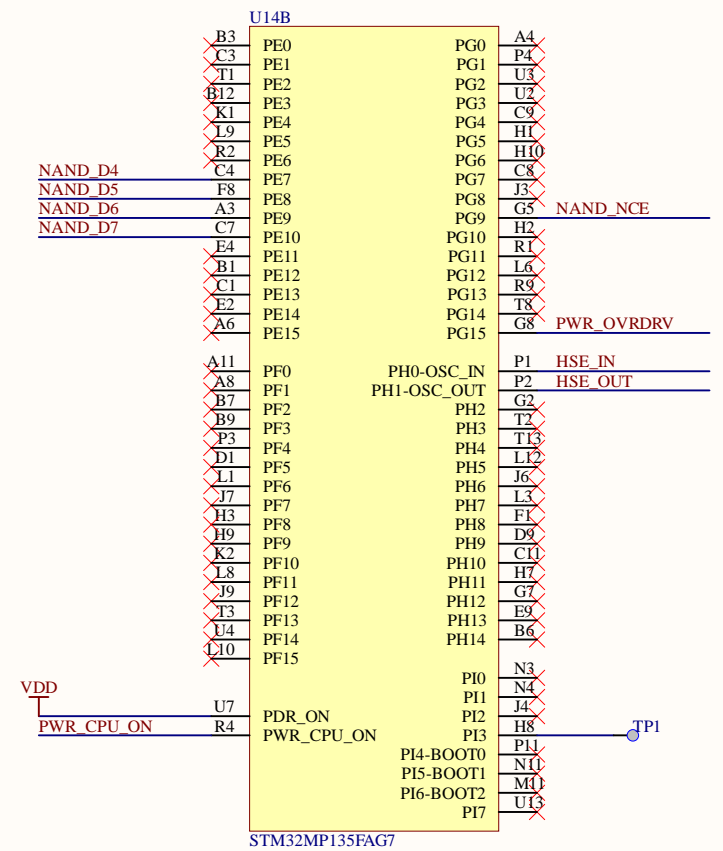 U14B
B3 PE0 PG0 A4
C3 PE1 PG1 P4
T1 PE2 PG2 U3
B12 PE3 PG3 U2
K1 PE4 PG4 C9
L9 PE5 PG5 H1
R2 PE6 PG6 H10
NAND_D4 C4 PE7 PG7 C8
NAND_D5 F8 PE8 PG8 J3
NAND_D6 A3 PE9 PG9 G5 NAND_NCE
NAND_D7 C7 PE10 PG10 H2
E4 PE11 PG11 R1
B1 PE12 PG12 L6
C1 PE13 PG13 R9
E2 PE14 PG14 T8
A6 PE15 PG15 G8 PWR_OVRDRV
A11 PF0 PH0-OSC_IN P1 HSE_IN
A8 PF1 PH1-OSC_OUT P2 HSE_OUT
B7 PF2 PH2 G2
B9 PF3 PH3 T2
P3 PF4 PH4 T13
D1 PF5 PH5 L12
L1 PF6 PH6 J6
J7 PF7 PH7 L3
H3 PF8 PH8 F1
H9 PF9 PH9 D9
K2 PF10 PH10 C11
L8 PF11 PH11 H7
J9 PF12 PH12 G7
T3 PF13 PH13 E9
U4 PF14 PH14 B6
L10 PF15
PI0 N3
VDD PI1 N4
U7 PDR_ON PI2 J4
PWR_CPU_ON R4 PWR_CPU_ON PI3 H8 TP1
PI4-BOOT0 P11
PI5-BOOT1 N11
PI6-BOOT2 M11
PI7 U13
STM32MP135FAG7